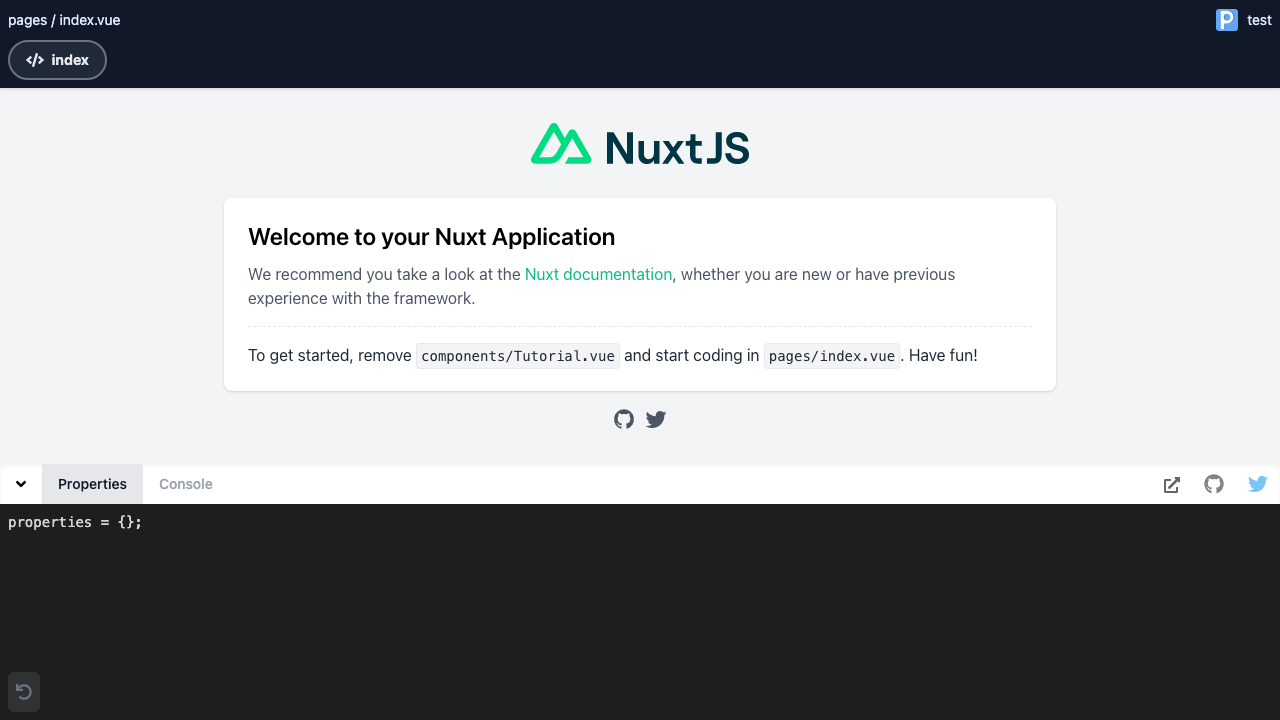 pages / index.vue
P test
</> index
NuxtJS
Welcome to your Nuxt Application
We recommend you take a look at the Nuxt documentation, whether you are new or have previous
experience with the framework.
To get started, remove components/Tutorial.vue and start coding in pages/index.vue. Have fun!
Properties Console
properties = {};